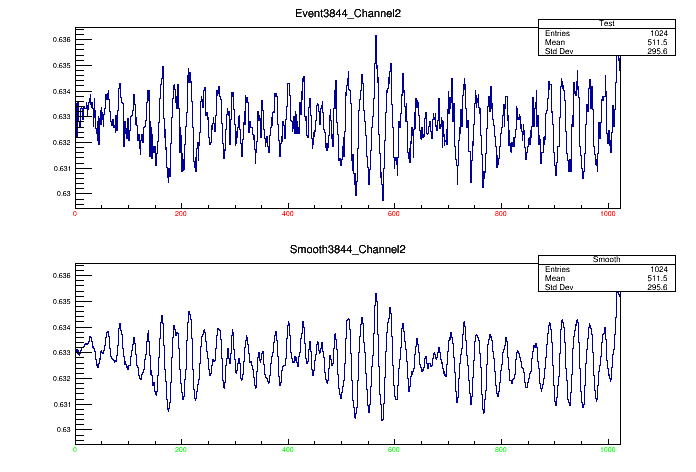 Event3844_Channel2
Test
Entries 1024
Mean 511.5
Std Dev 295.6
0.636
0.635
0.634
0.633
0.632
0.631
0.63
0 200 400 600 800 1000
Smooth3844_Channel2
Smooth
Entries 1024
Mean 511.5
Std Dev 295.6
0.636
0.635
0.634
0.633
0.632
0.631
0.63
0 200 400 600 800 1000